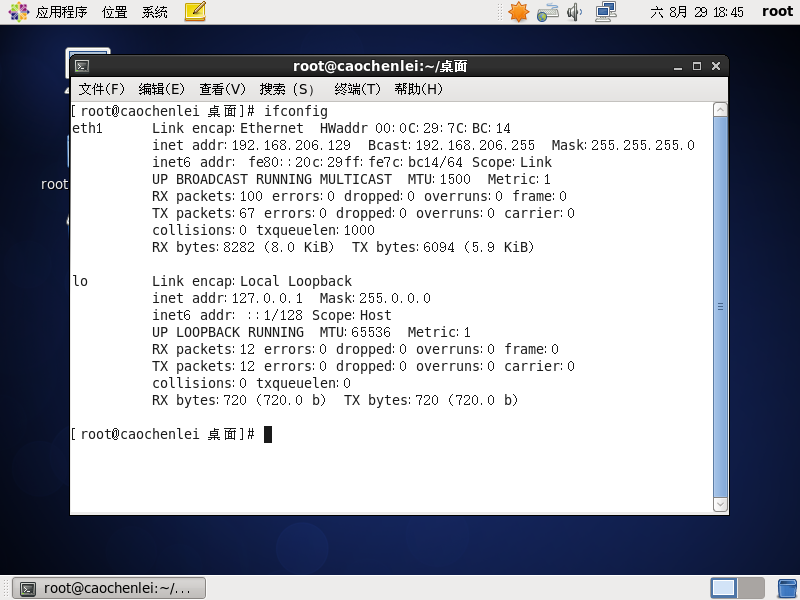 应用程序 位置 系统 六 8月 29 18:45 root
root@caochenlei:~/桌面
文件(F) 编辑(E) 查看(V) 搜索(S) 终端(T) 帮助(H)
[root@caochenlei 桌面]# ifconfig
eth1 Link encap:Ethernet HWaddr 00:0C:29:7C:BC:14
inet addr:192.168.206.129 Bcast:192.168.206.255 Mask:255.255.255.0
inet6 addr: fe80::20c:29ff:fe7c:bc14/64 Scope:Link
UP BROADCAST RUNNING MULTICAST MTU:1500 Metric:1
RX packets:100 errors:0 dropped:0 overruns:0 frame:0
TX packets:67 errors:0 dropped:0 overruns:0 carrier:0
collisions:0 txqueuelen:1000
RX bytes:8282 (8.0 KiB) TX bytes:6094 (5.9 KiB)
lo Link encap:Local Loopback
inet addr:127.0.0.1 Mask:255.0.0.0
inet6 addr: ::1/128 Scope:Host
UP LOOPBACK RUNNING MTU:65536 Metric:1
RX packets:12 errors:0 dropped:0 overruns:0 frame:0
TX packets:12 errors:0 dropped:0 overruns:0 carrier:0
collisions:0 txqueuelen:0
RX bytes:720 (720.0 b) TX bytes:720 (720.0 b)
[root@caochenlei 桌面]#
root
root@caochenlei:~/...